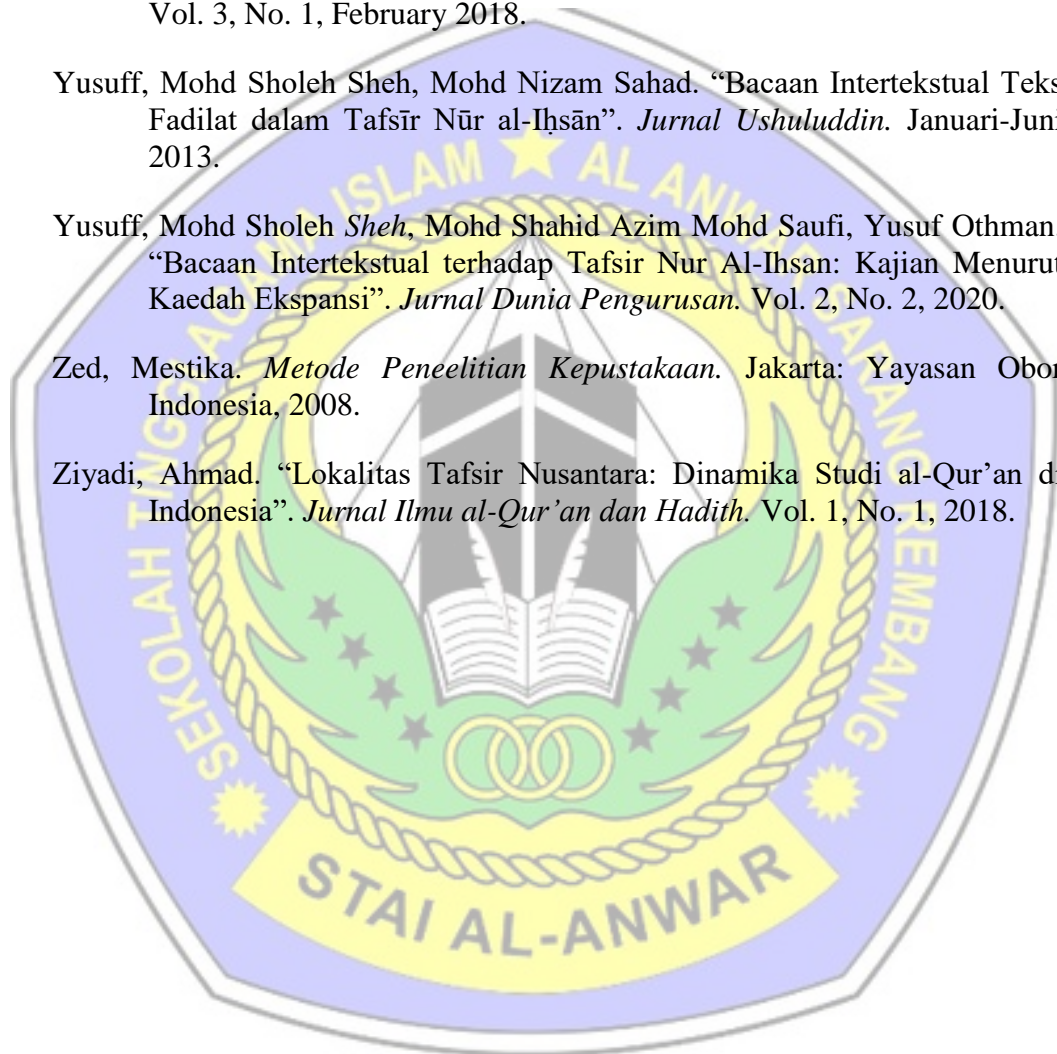 Vol. 3, No. 1, February 2018.
Yusuff, Mohd Sholeh Sheh, Mohd Nizam Sahad. “Bacaan Intertekstual Teks
Fadilat dalam Tafsīr Nūr al-Iḥsān”. Jurnal Ushuluddin. Januari-Juni
2013.
Yusuff, Mohd Sholeh Sheh, Mohd Shahid Azim Mohd Saufi, Yusuf Othman.
“Bacaan Intertekstual terhadap Tafsir Nur Al-Ihsan: Kajian Menurut
Kaedah Ekspansi”. Jurnal Dunia Pengurusan. Vol. 2, No. 2, 2020.
Zed, Mestika. Metode Peneelitian Kepustakaan. Jakarta: Yayasan Obor
Indonesia, 2008.
Ziyadi, Ahmad. “Lokalitas Tafsir Nusantara: Dinamika Studi al-Qur’an di
Indonesia”. Jurnal Ilmu al-Qur’an dan Hadith. Vol. 1, No. 1, 2018.
SEKOLAH TINGGI AGAMA ISLAM ★ AL ANWAR SARANG REMBANG
STAI AL-ANWAR